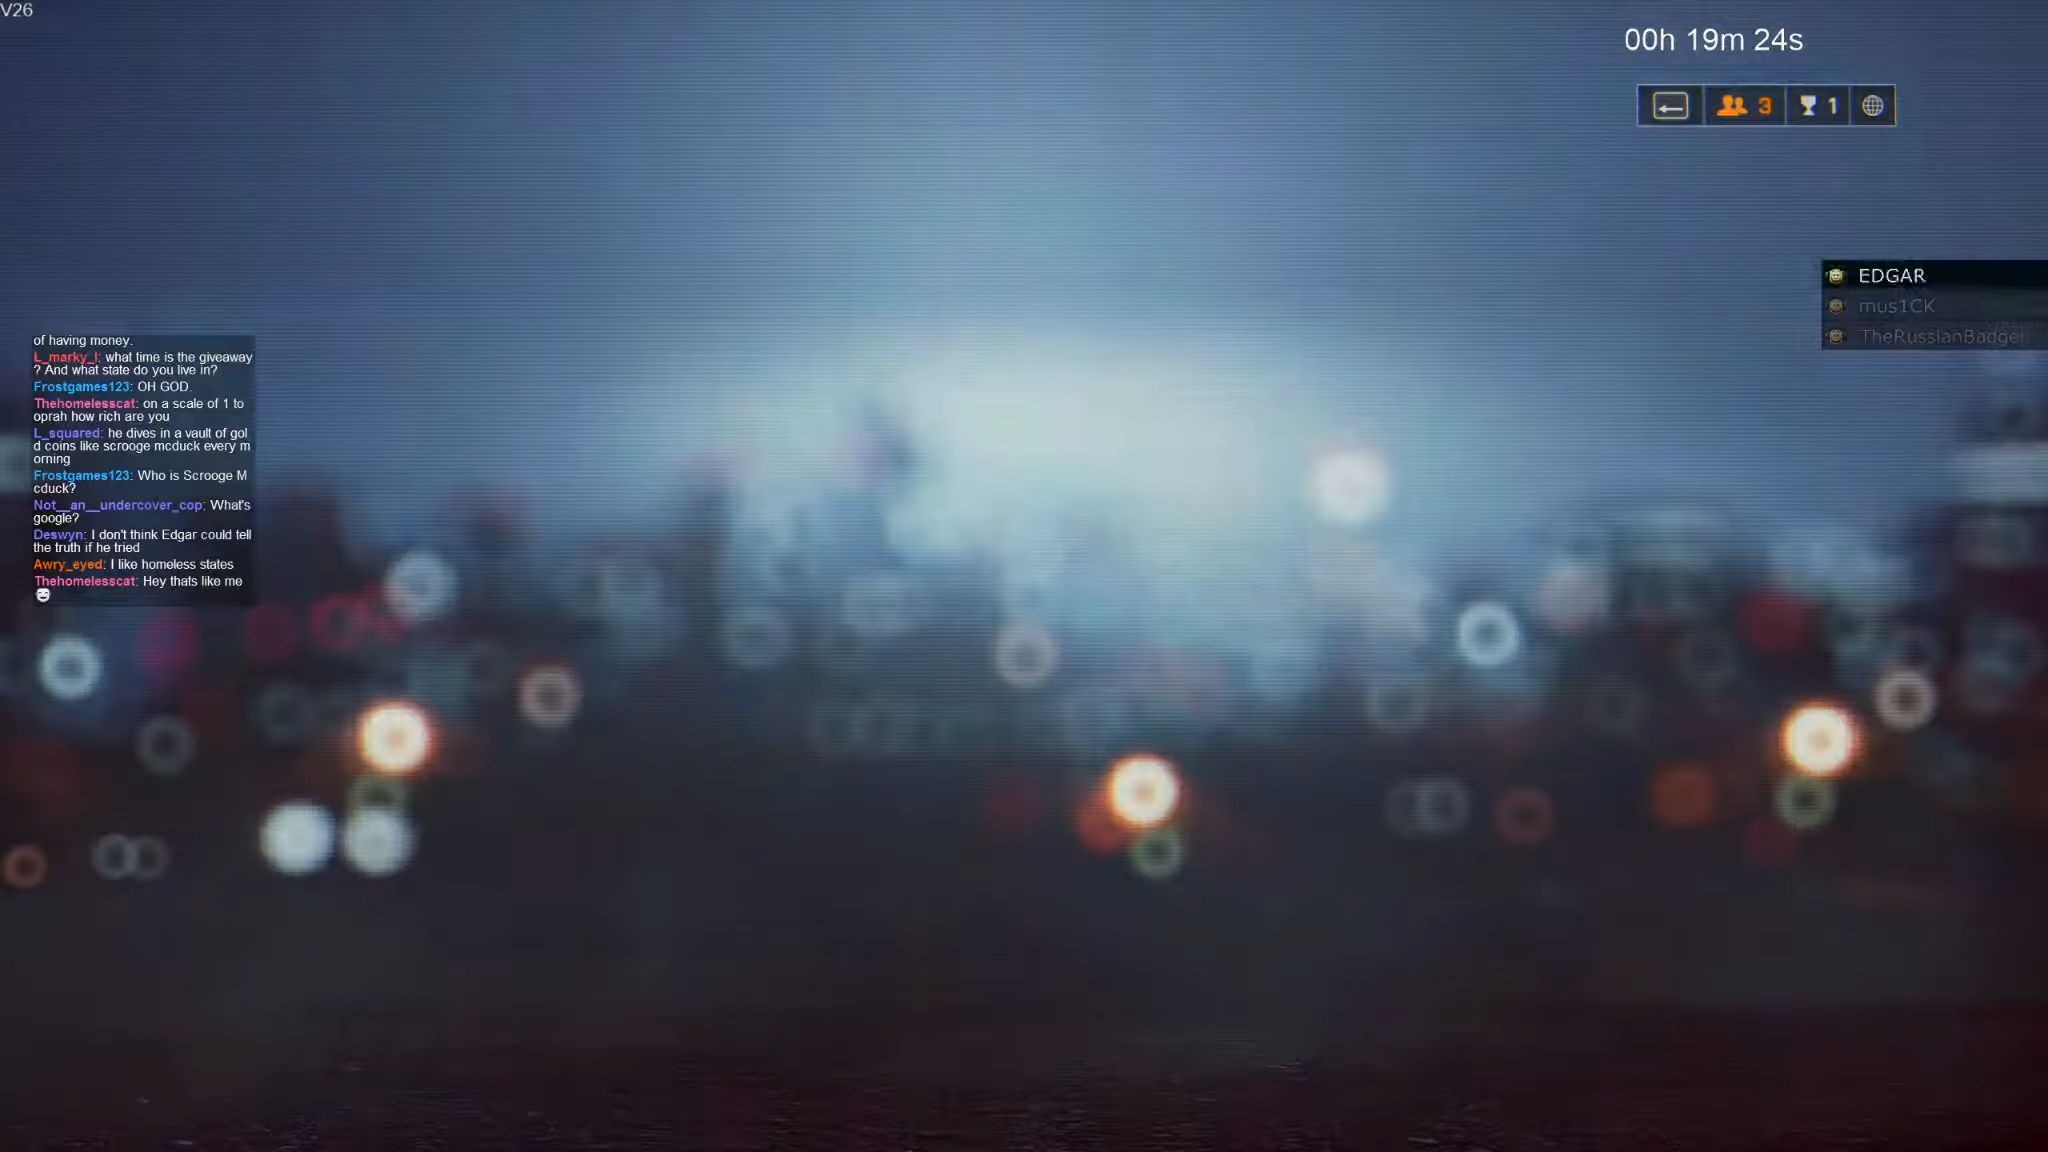 V26
00h 19m 24s
3
1
EDGAR
mus1CK
TheRussianBadge
of having money.
L_marky_l: what time is the giveaway
? And what state do you live in?
Frostgames123: OH GOD.
Thehomelesscat: on a scale of 1 to
oprah how rich are you
L_squared: he dives in a vault of gol
d coins like scrooge mcduck every m
orning
Frostgames123: Who is Scrooge M
cduck?
Not__an__undercover_cop: What's
google?
Deswyn: I don't think Edgar could tell
the truth if he tried
Awry_eyed: I like homeless states
Thehomelesscat: Hey thats like me